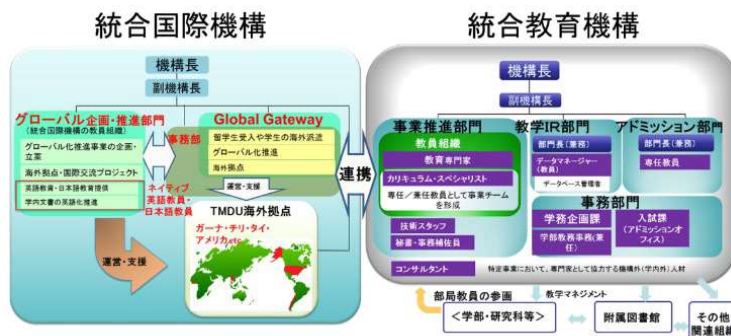 統合国際機構
機構長
副機構長
グローバル企画・推進部門
(統合国際機構の教員組織)
グローバル化推進事業の企画・
立案
海外拠点・国際交流プロジェクト
英語教育・日本語教育提供
学内文書の英語化推進
事務部
Global Gateway
留学生受入や学生の海外派遣
グローバル化推進
海外拠点
ネイティブ
英語教員・
日本語教員
運営・支援
TMDU海外拠点
ガーナ・チリ・タイ・
アメリカetc
運営・支援
連携
統合教育機構
機構長
副機構長
事業推進部門
教員組織
教育専門家
カリキュラム・スペシャリスト
専任/兼任教員として事業チーム
を形成
技術スタッフ
秘書・事務補佐員
コンサルタント
特定事業において、専門家として協力する機構外(学内外)人材
教学IR部門
部門長(兼務)
データマネージャー
(教員)
データベース管理者
アドミッション部門
部門長(兼務)
専任教員
事務部門
学務企画課
学部教務事務(兼
任)
入試課
(アドミッションオ
フィス)
部局教員の参画
教学マネジメント
<学部・研究科等>
附属図書館
その他
関連組織